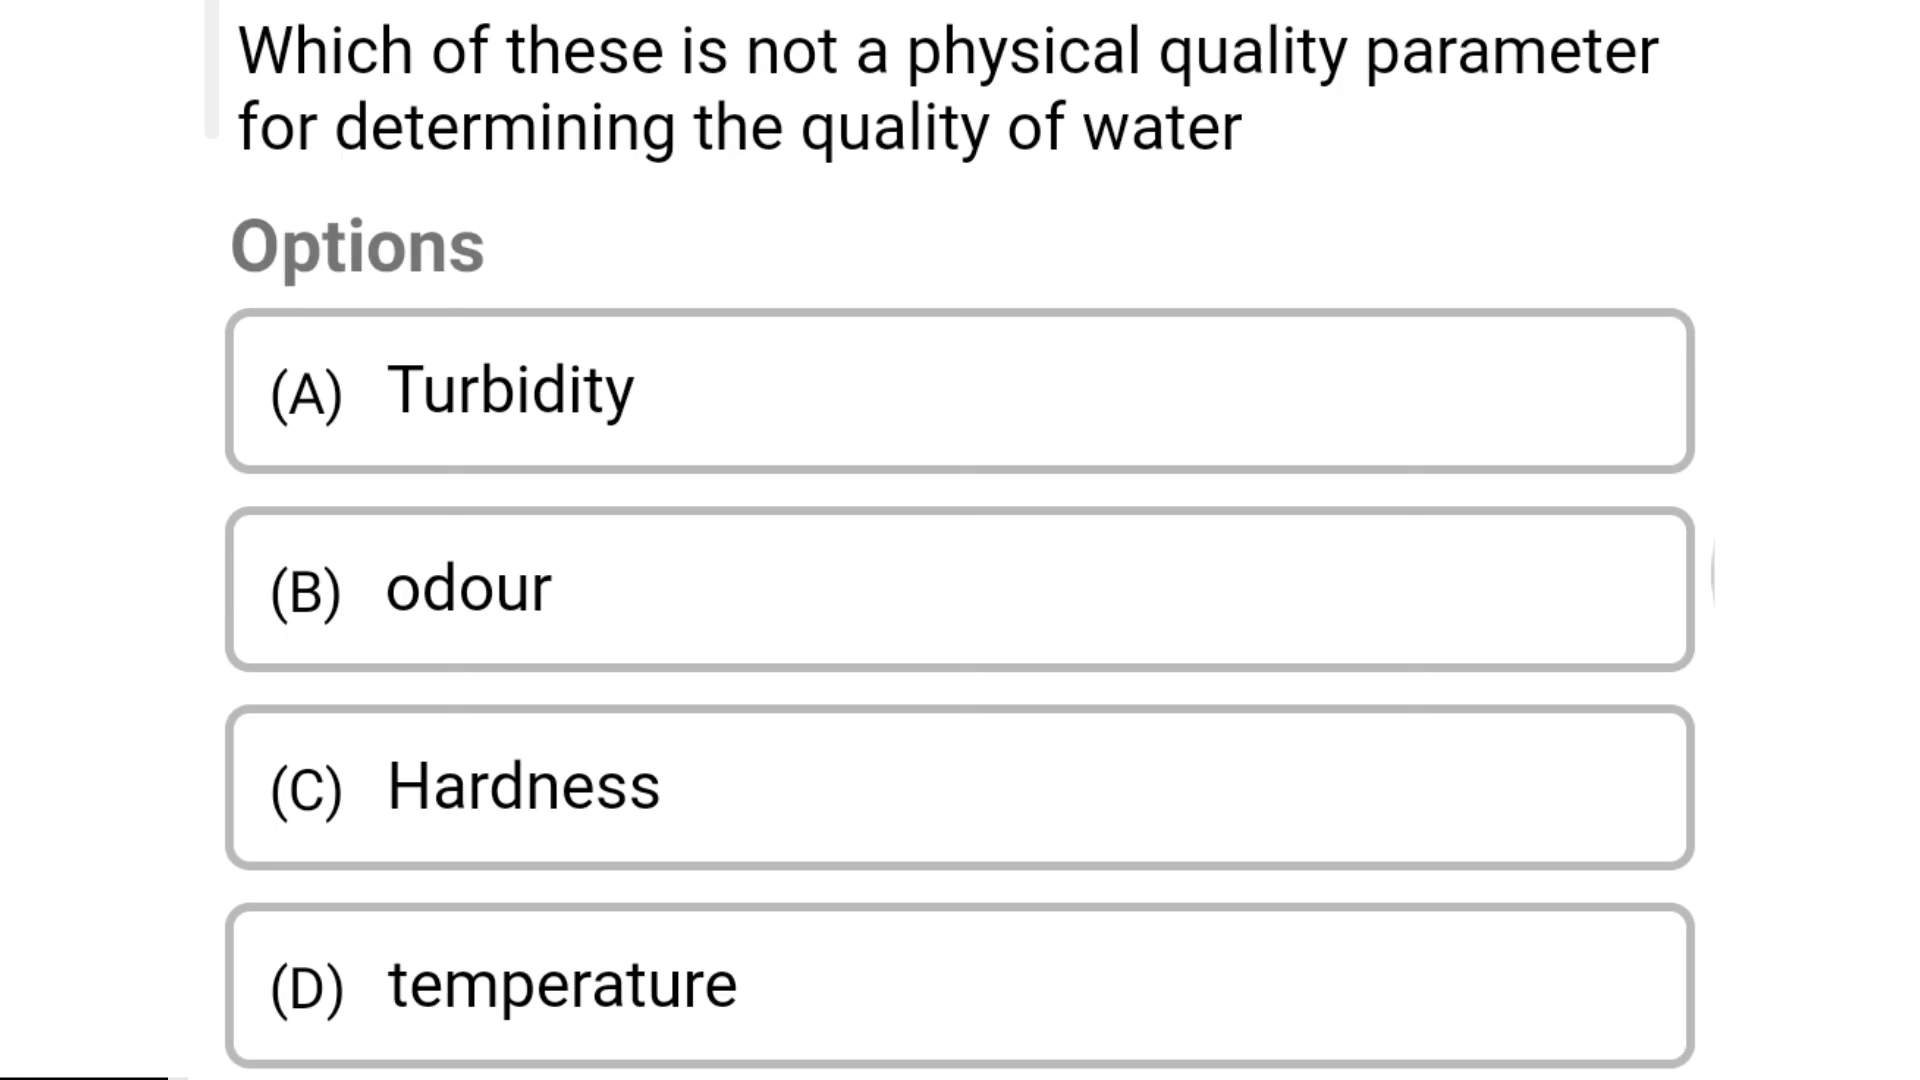 Which of these is not a physical quality parameter
for determining the quality of water
Options
(A) Turbidity
(B) odour
(C) Hardness
(D) temperature